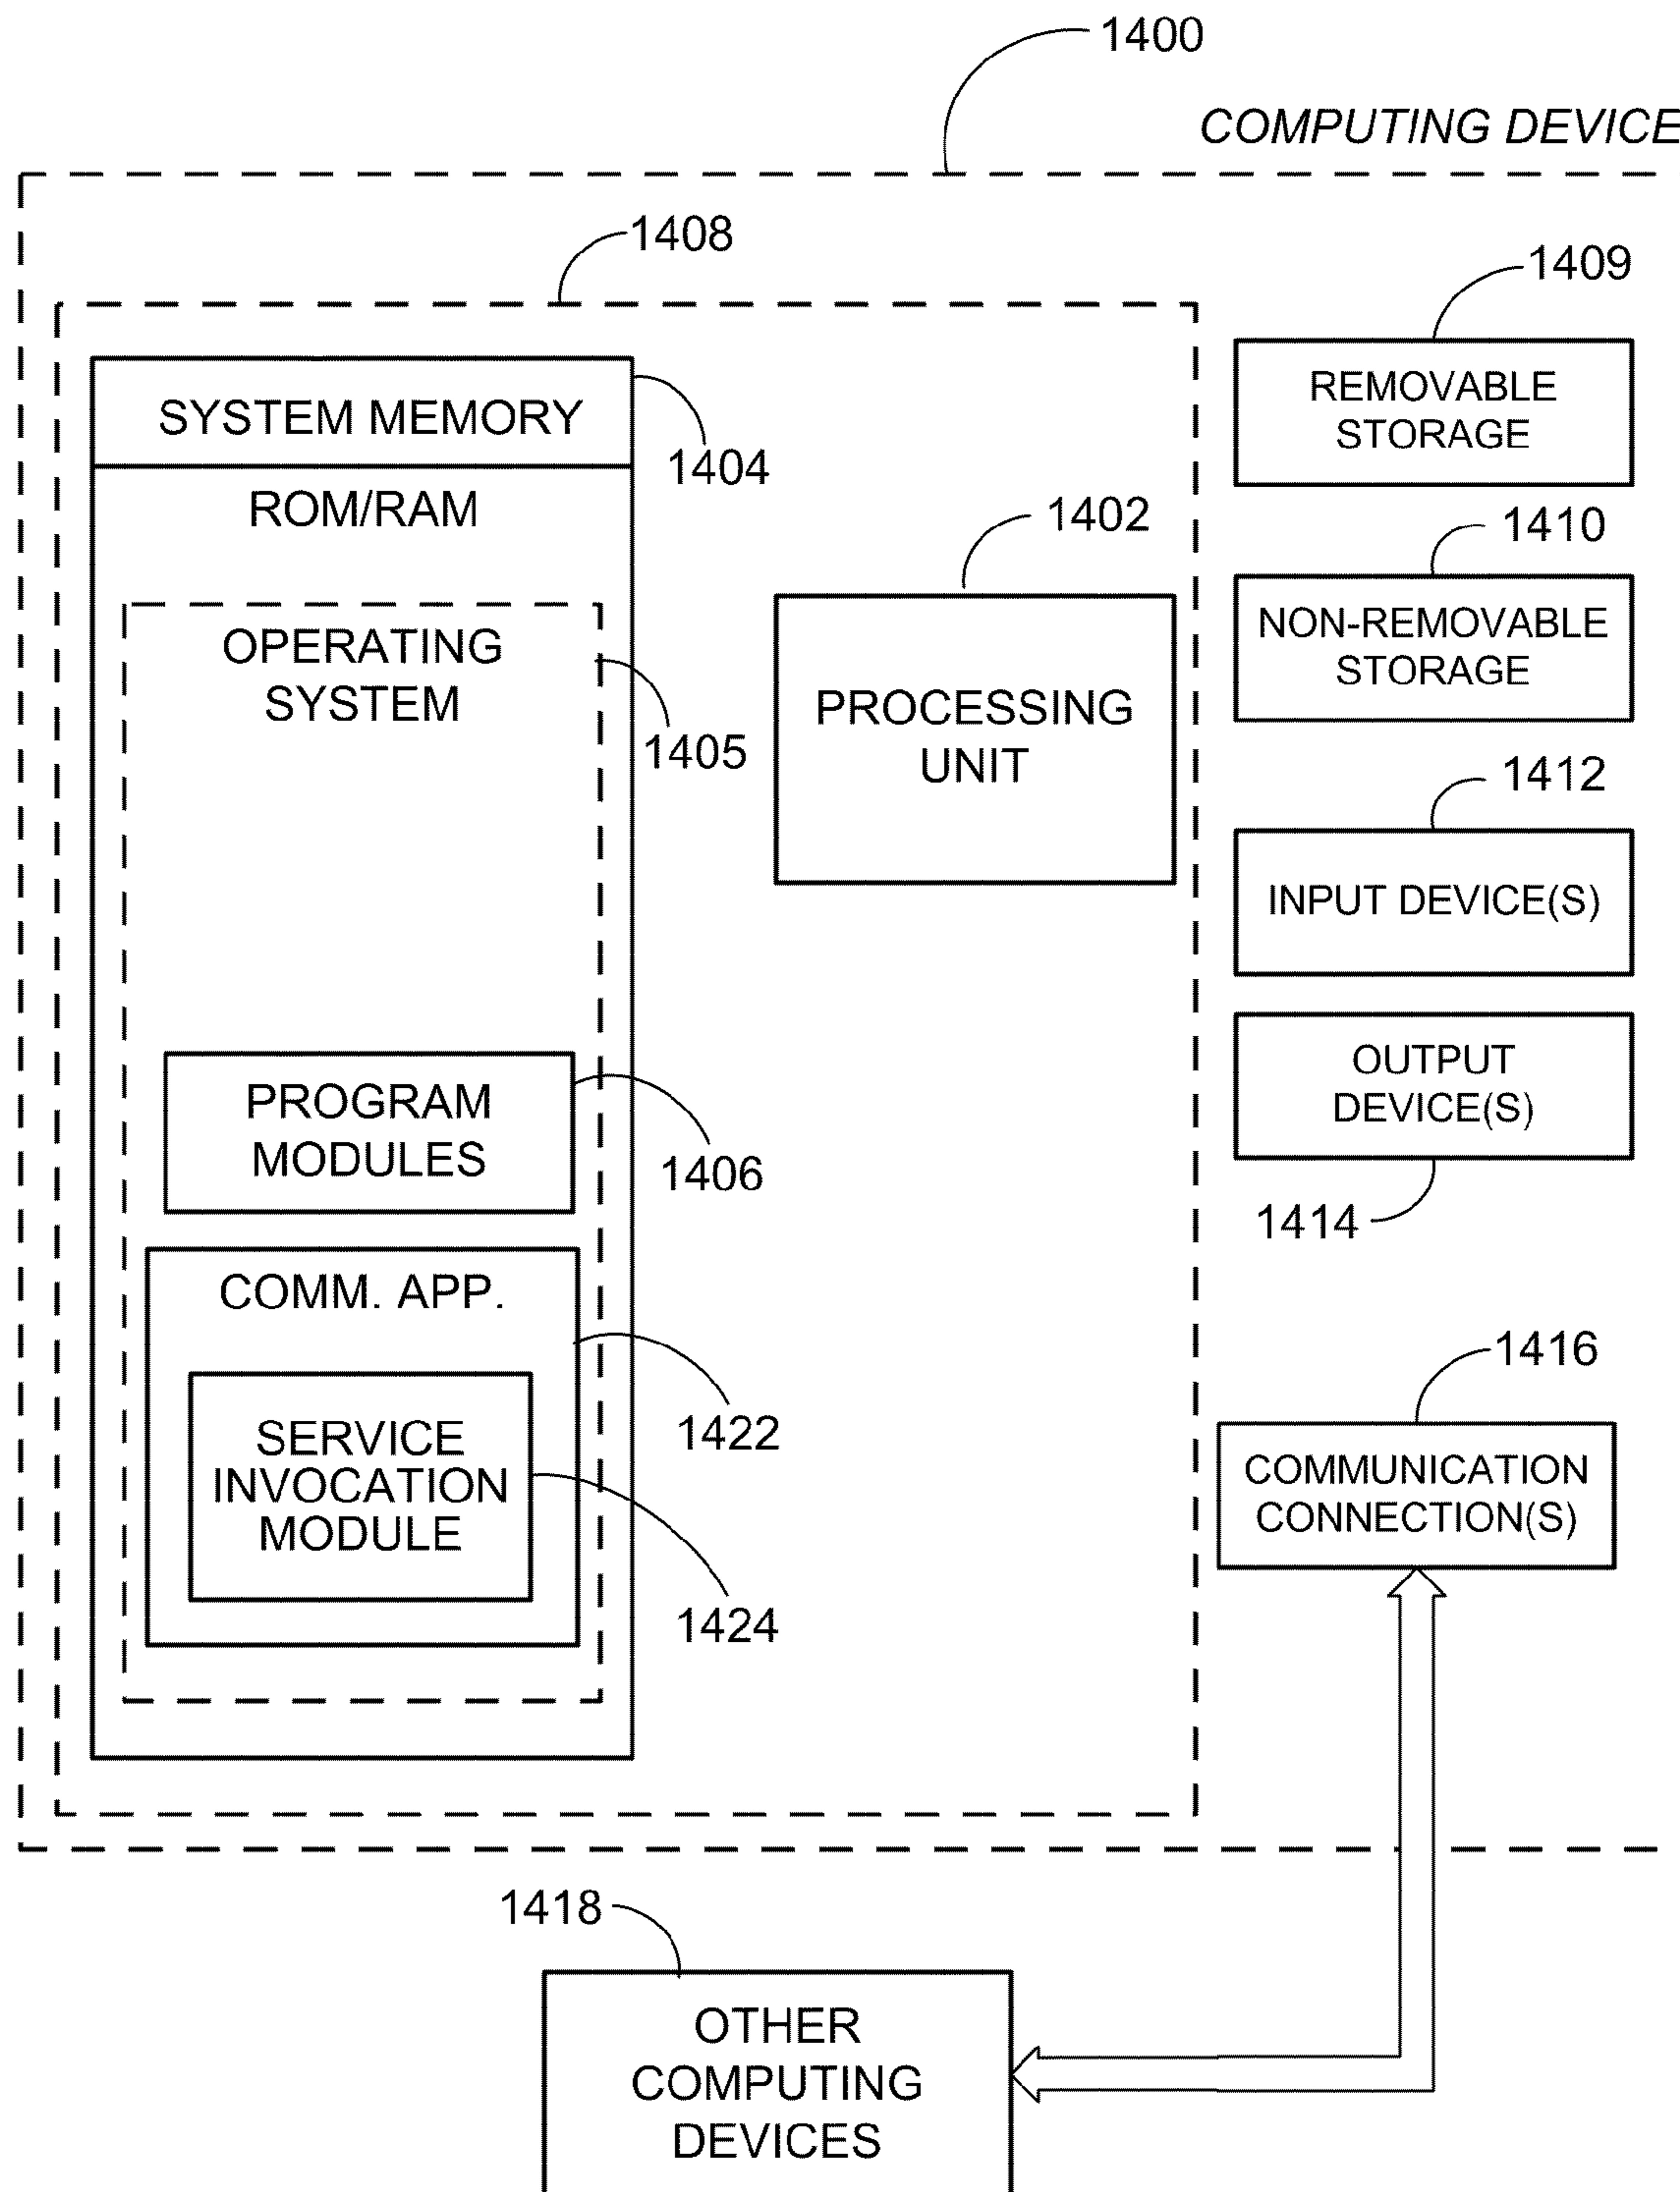 1400
COMPUTING DEVICE
1408
1409
SYSTEM MEMORY
1404
ROM/RAM
REMOVABLE
STORAGE
1402
1410
OPERATING
SYSTEM
1405
PROCESSING
UNIT
NON-REMOVABLE
STORAGE
1412
INPUT DEVICE(S)
OUTPUT
DEVICE(S)
1414
PROGRAM
MODULES
1406
COMM. APP.
1422
SERVICE
INVOCATION
MODULE
1424
1416
COMMUNICATION
CONNECTION(S)
1418
OTHER
COMPUTING
DEVICES